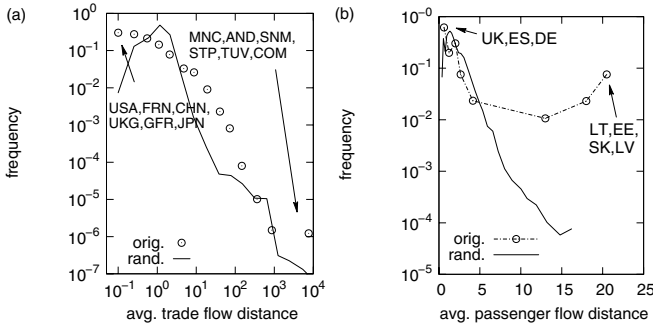 (a)
frequency
10^0
10^-1
10^-2
10^-3
10^-4
10^-5
10^-6
10^-7
MNC,AND,SNM,
STP,TUV,COM
USA,FRN,CHN,
UKG,GFR,JPN
orig.
rand.
10^-1 10^0 10^1 10^2 10^3 10^4
avg. trade flow distance
(b)
frequency
10^0
10^-1
10^-2
10^-3
10^-4
10^-5
UK,ES,DE
LT,EE,
SK,LV
orig.
rand.
0 5 10 15 20 25
avg. passenger flow distance